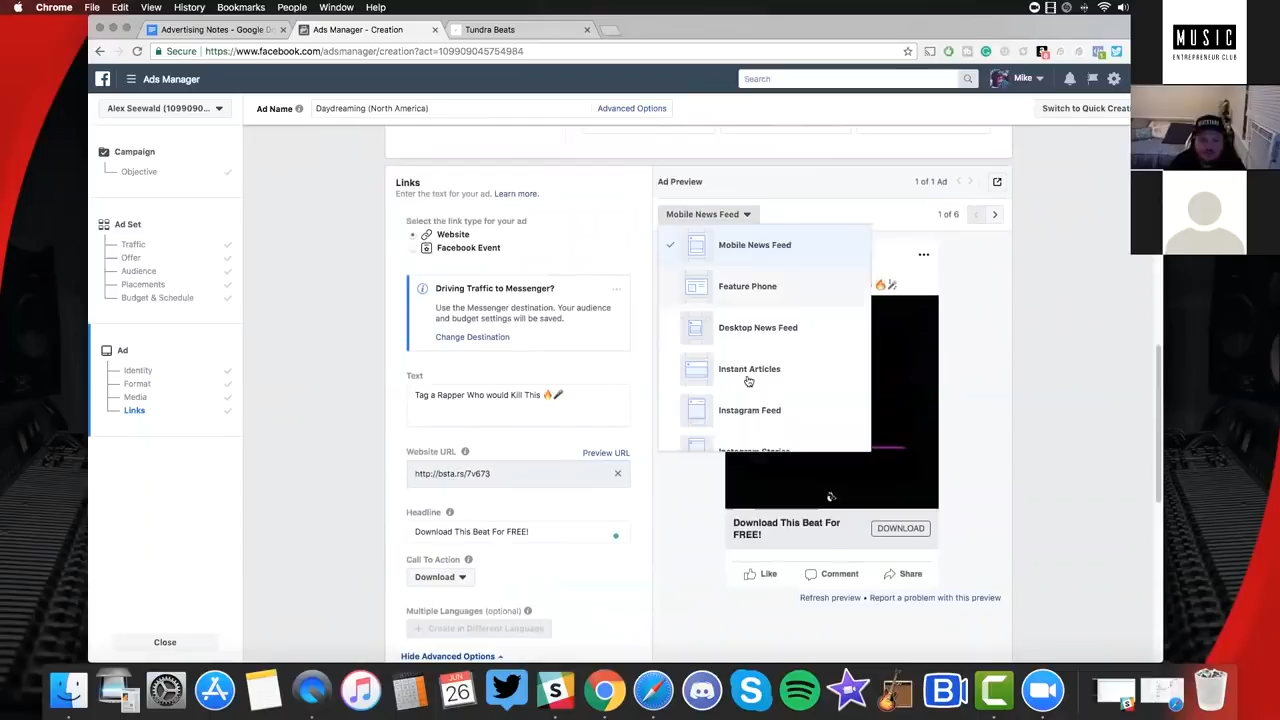 Chrome File Edit View History Bookmarks People Window Help
Advertising Notes - Google Do
Ads Manager - Creation
Tundra Beats
Secure https://www.facebook.com/adsmanager/creation?act=109909045754984
Ads Manager
Search
Mike
Alex Seewald (1099090...
Ad Name
Daydreaming (North America)
Advanced Options
Switch to Quick Creat
MUSIC
ENTREPRENEUR CLUB
Campaign
Objective
Ad Set
Traffic
Offer
Audience
Placements
Budget & Schedule
Ad
Identity
Format
Media
Links
Close
Links
Enter the text for your ad. Learn more.
Select the link type for your ad
Website
Facebook Event
Driving Traffic to Messenger?
Use the Messenger destination. Your audience
and budget settings will be saved.
Change Destination
Text
Tag a Rapper Who would Kill This 🔥🎤
Website URL
Preview URL
http://bsta.rs/7v673
Headline
Download This Beat For FREE!
Call To Action
Download
Multiple Languages (optional)
+ Create in Different Language
Hide Advanced Options
Ad Preview
1 of 1 Ad
Mobile News Feed
1 of 6
Mobile News Feed
Feature Phone
Desktop News Feed
Instant Articles
Instagram Feed
Instagram Stories
Download This Beat For
FREE!
DOWNLOAD
Like
Comment
Share
Refresh preview • Report a problem with this preview
JUN
26